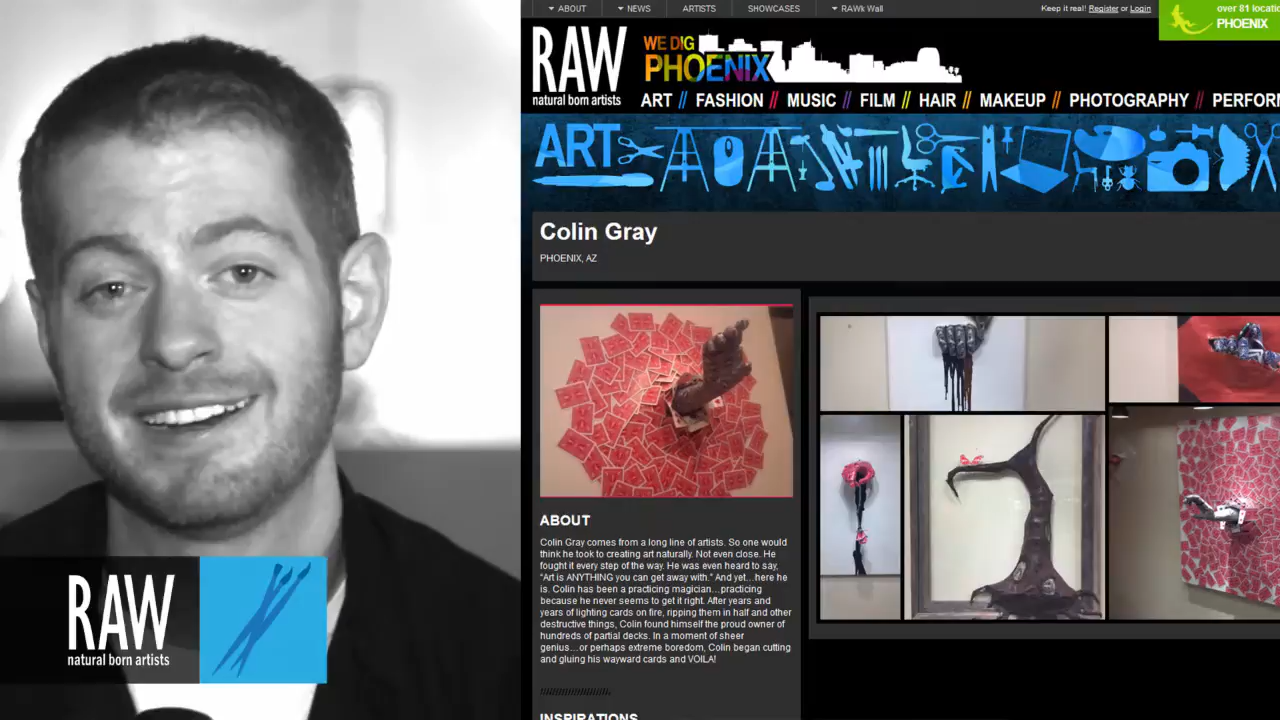 ABOUT NEWS ARTISTS SHOWCASES RAWk Wall Keep it real! Register or Login
over 81 locati
PHOENIX
RAW
natural born artists
WE DIG
PHOENIX
ART // FASHION // MUSIC // FILM // HAIR // MAKEUP // PHOTOGRAPHY // PERFOR
ART
Colin Gray
PHOENIX, AZ
ABOUT
Colin Gray comes from a long line of artists. So one would
think he took to creating art naturally. Not even close. He
fought it every step of the way. He was even heard to say,
“Art is ANYTHING you can get away with.” And yet…here he
is. Colin has been a practicing magician…practicing
because he never seems to get it right. After years and
years of lighting cards on fire, ripping them in half and other
destructive things, Colin found himself the proud owner of
hundreds of partial decks. In a moment of sheer
genius…or perhaps extreme boredom, Colin began cutting
and gluing his wayward cards and VOILA!
INSPIRATIONS
RAW
natural born artists